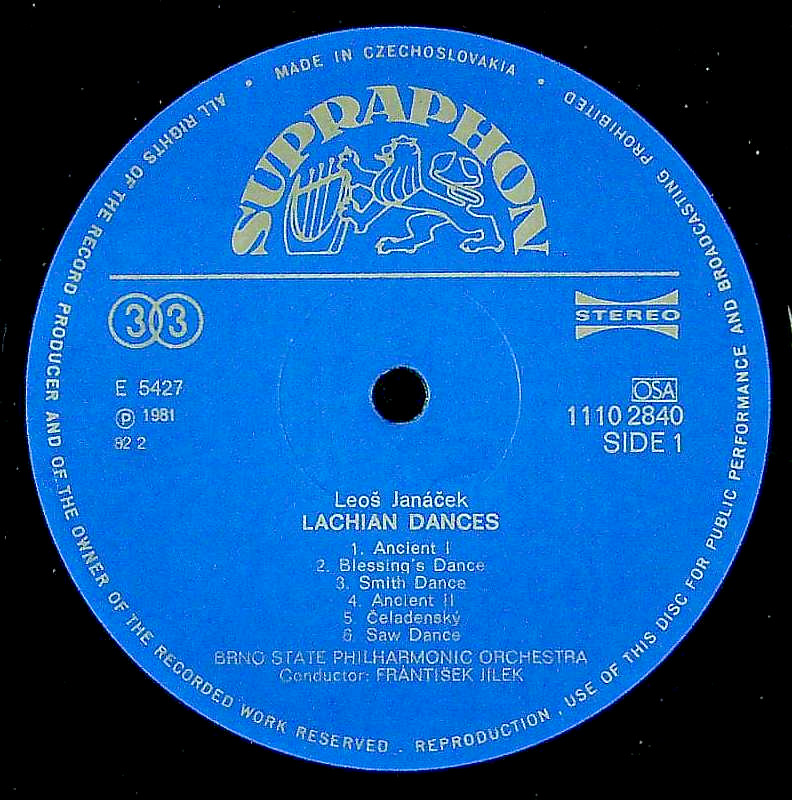 MADE IN CZECHOSLOVAKIA
ALL RIGHTS OF THE RECORD PRODUCER AND OF THE OWNER OF THE RECORDED WORK RESERVED . REPRODUCTION , USE OF THIS DISC FOR PUBLIC PERFORMANCE AND BROADCASTING PROHIBITED
SUPRAPHON
33
STEREO
E 5427
OSA
Ⓟ 1981
1110 2840
82 2
SIDE 1
Leoš Janáček
LACHIAN DANCES
1. Ancient I
2. Blessing's Dance
3. Smith Dance
4. Ancient II
5. Čeladenský
6. Saw Dance
BRNO STATE PHILHARMONIC ORCHESTRA
Conductor: FRANTIŠEK JÍLEK